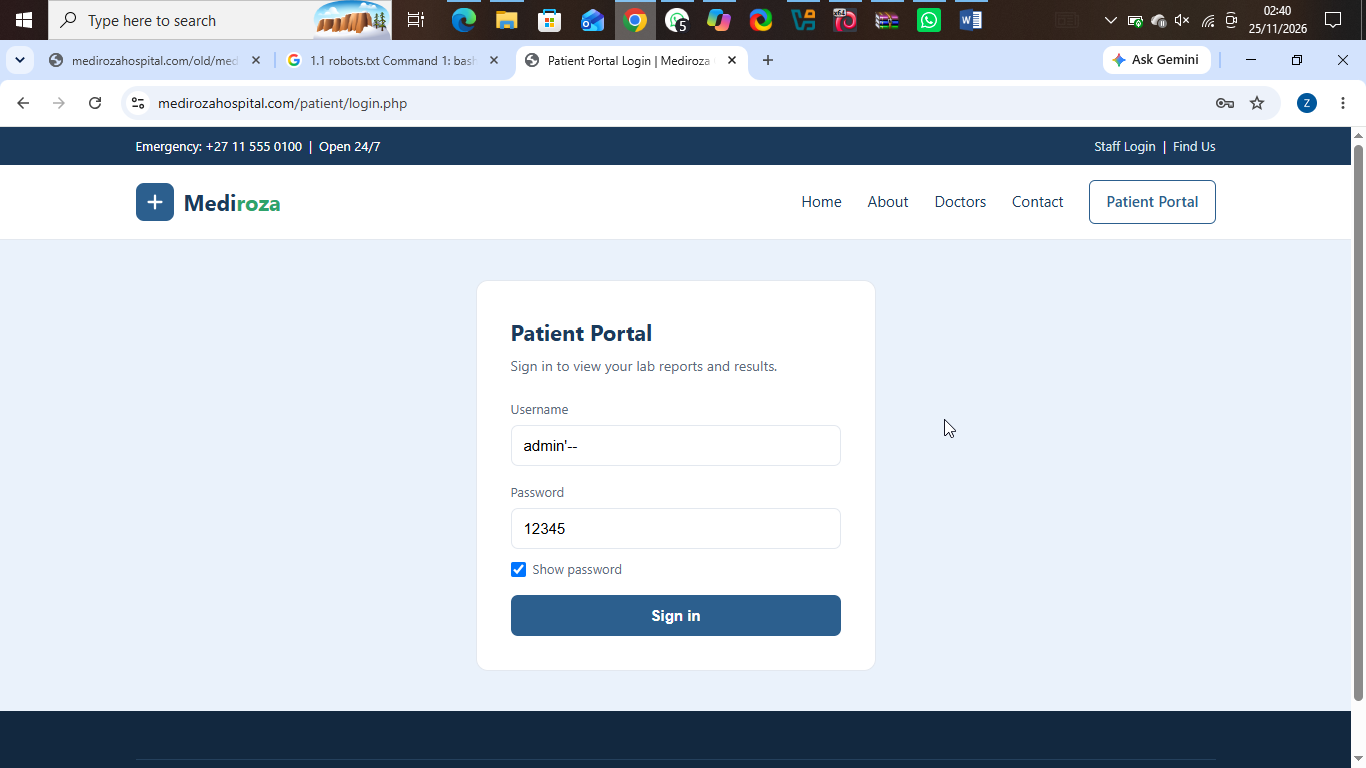 Type here to search
02:40
25/11/2026
medirozahospital.com/old/med
1.1 robots.txt Command 1: bas
Patient Portal Login | Mediroza
Ask Gemini
medirozahospital.com/patient/login.php
Z
Emergency: +27 11 555 0100 | Open 24/7
Staff Login | Find Us
Mediroza
Home
About
Doctors
Contact
Patient Portal
Patient Portal
Sign in to view your lab reports and results.
Username
admin'--
Password
12345
Show password
Sign in